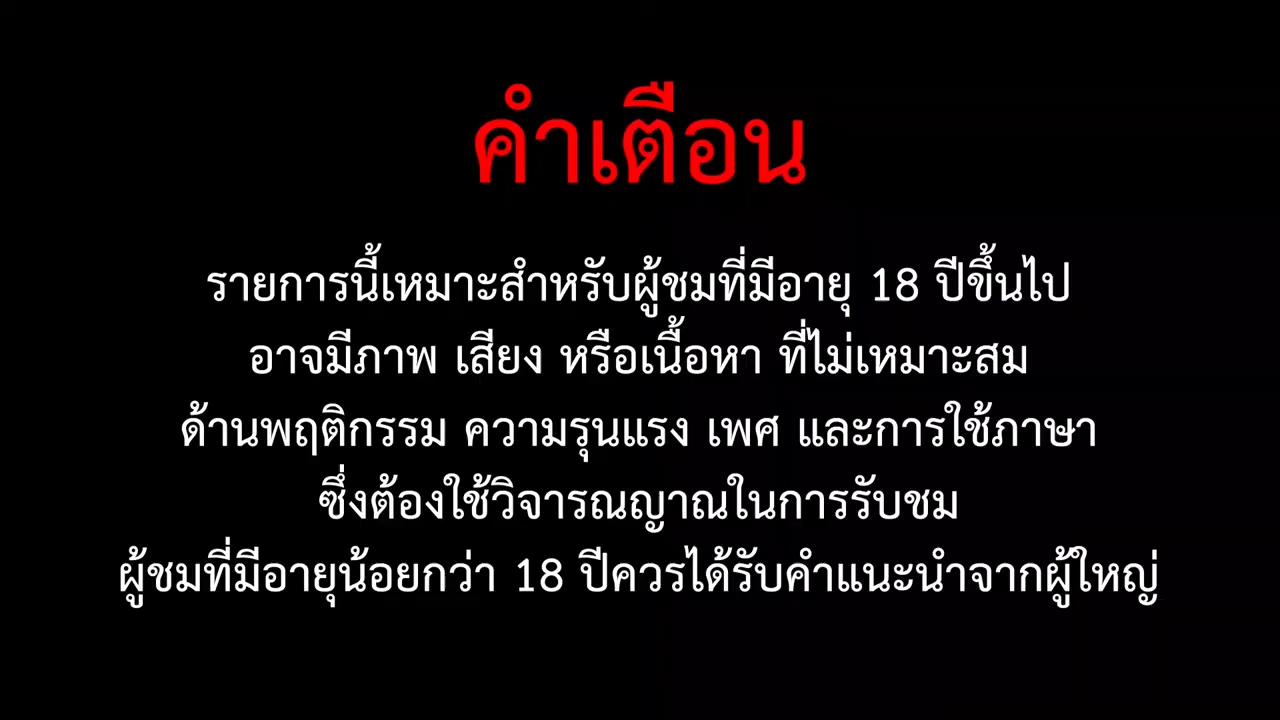 คำเตือน
รายการนี้เหมาะสำหรับผู้ชมที่มีอายุ 18 ปีขึ้นไป
อาจมีภาพ เสียง หรือเนื้อหา ที่ไม่เหมาะสม
ด้านพฤติกรรม ความรุนแรง เพศ และการใช้ภาษา
ซึ่งต้องใช้วิจารณญาณในการรับชม
ผู้ชมที่มีอายุน้อยกว่า 18 ปีควรได้รับคำแนะนำจากผู้ใหญ่